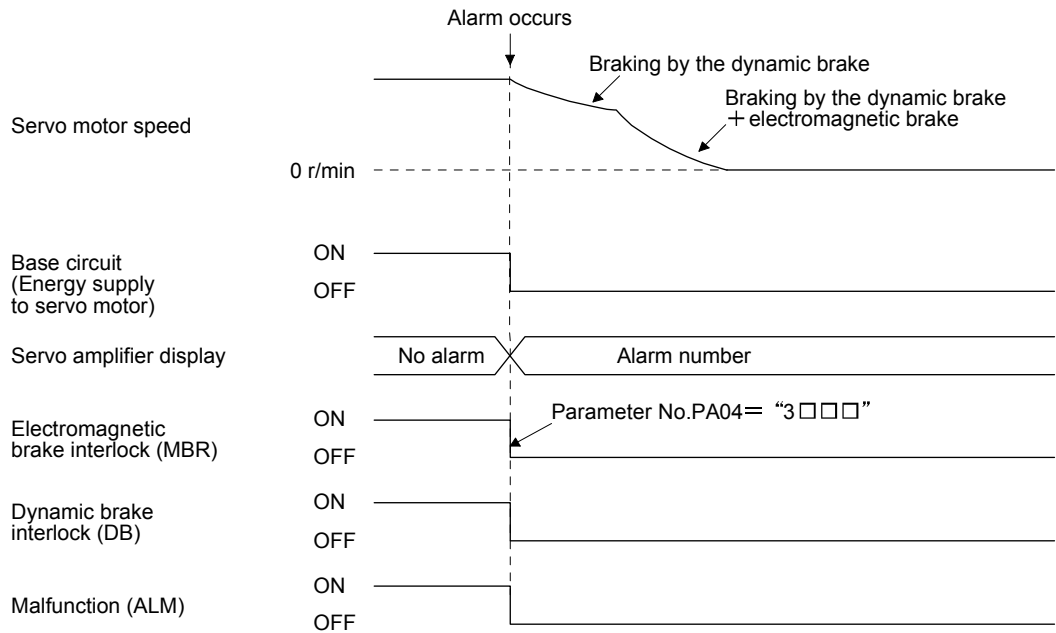 Alarm occurs
Braking by the dynamic brake
Braking by the dynamic brake
+electromagnetic brake
Servo motor speed
0 r/min
Base circuit
(Energy supply
to servo motor)
ON
OFF
Servo amplifier display
No alarm
Alarm number
Electromagnetic
brake interlock (MBR)
ON
OFF
Parameter No.PA04= “3□□□”
Dynamic brake
interlock (DB)
ON
OFF
Malfunction (ALM)
ON
OFF